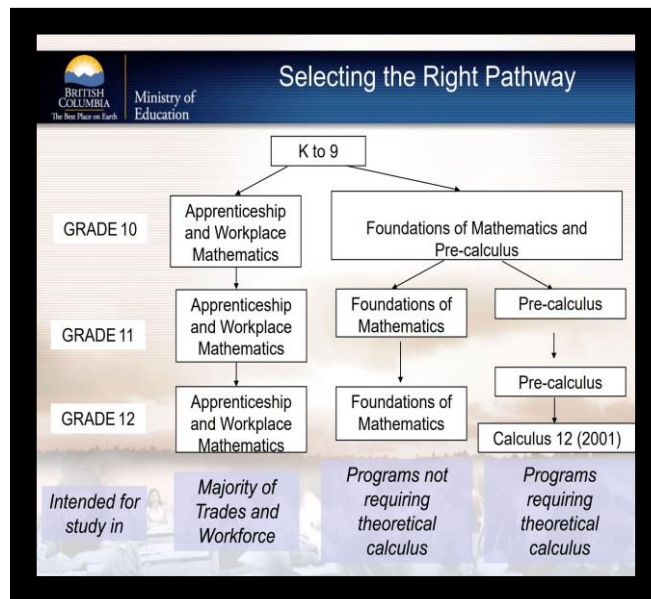 BRITISH
COLUMBIA
The Best Place on Earth
Ministry of
Education
Selecting the Right Pathway
K to 9
GRADE 10
Apprenticeship
and Workplace
Mathematics
Foundations of Mathematics and
Pre-calculus
GRADE 11
Apprenticeship
and Workplace
Mathematics
Foundations of
Mathematics
Pre-calculus
GRADE 12
Apprenticeship
and Workplace
Mathematics
Foundations of
Mathematics
Pre-calculus
Calculus 12 (2001)
Intended for
study in
Majority of
Trades and
Workforce
Programs not
requiring
theoretical
calculus
Programs
requiring
theoretical
calculus